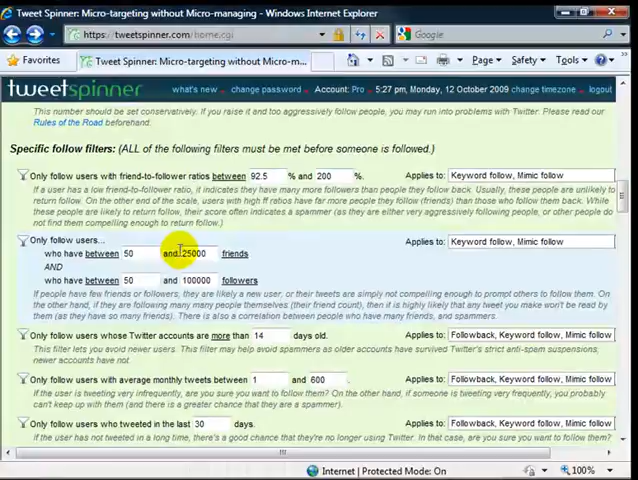 Tweet Spinner: Micro-targeting without Micro-managing - Windows Internet Explorer
https://tweetspinner.com/home.cgi
Google
Favorites
Tweet Spinner: Micro-targeting without Micro-m...
Page
Safety
Tools
tweetspinner
what's new
change password
Account: Pro
5:27 pm, Monday, 12 October 2009
change timezone
logout
This number should be set conservatively. If you raise it and too aggressively follow people, you may run into problems with Twitter. Please read our
Rules of the Road beforehand.
Specific follow filters: (ALL of the following filters must be met before someone is followed.)
Only follow users with friend-to-follower ratios between 92.5 % and 200 %.
Applies to: Keyword follow, Mimic follow
If a user has a low friend-to-follower ratio, it indicates they have many more followers than people they follow back. Usually, these people are unlikely to
return follows. On the other end of the scale, users with high ff ratios have far more people they follow (friends) than those who follow them back. While
these people are likely to return follow, their score often indicates a spammer (as they are either very aggressively following people, or other people do
not find them compelling enough to return follow).
Only follow users...
Applies to: Keyword follow, Mimic follow
who have between 50 and 25000 friends
AND
who have between 50 and 100000 followers
If people have few friends or followers, they are likely a new user, or their tweets are simply not compelling enough to prompt others to follow them. On
the other hand, if they are following many many people themselves (their friend count), then it is highly likely that any tweet you make won't be read by
them (as they have so many friends). There is also a correlation between people who have many friends, and spammers.
Only follow users whose Twitter accounts are more than 14 days old.
Applies to: Followback, Keyword follow, Mimic follow
This filter lets you avoid newer users. This filter may help avoid spammers as older accounts have survived Twitter's strict anti-spam suspensions,
newer accounts have not
Only follow users with average monthly tweets between 1 and 600.
Applies to: Followback, Keyword follow, Mimic follow
If the user is tweeting very infrequently, are you sure you want to follow them? On the other hand, if someone is tweeting very frequently, you probably
can't keep up with them (and there is a greater chance that they are a spammer).
Only follow users who tweeted in the last 30 days.
Applies to: Followback, Keyword follow, Mimic follow
If the user has not tweeted in a long time, there's a good chance that they're no longer using Twitter. In that case, are you sure you want to follow them?
Internet | Protected Mode: On
100%